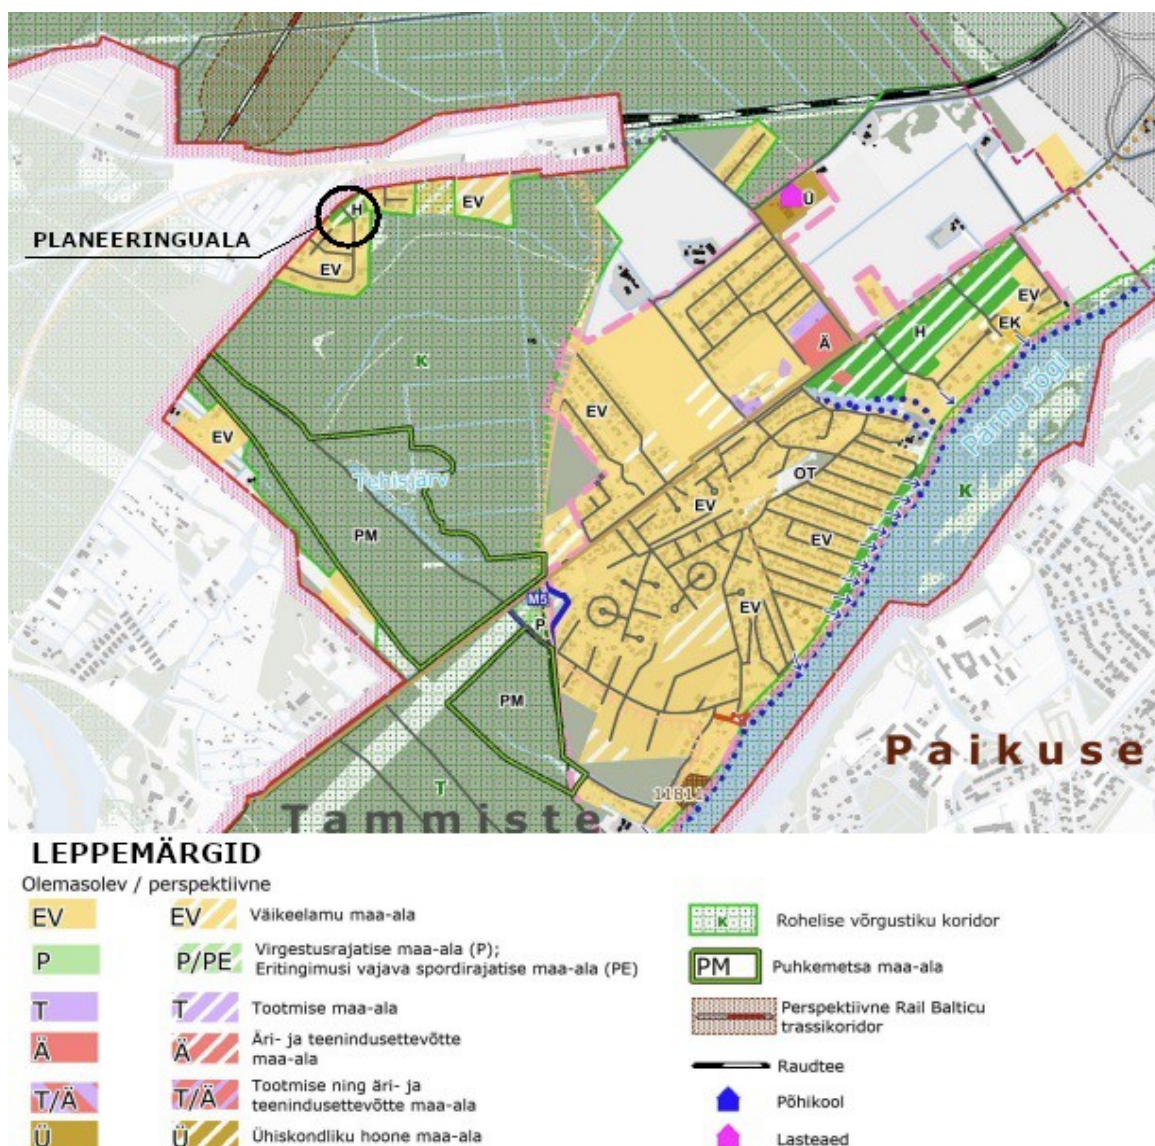 EV
H
Ü
PLANEERINGUALA
EV
EV
H
EK
Ä
K
Pärnu jõgi
EV
EV
K
OT
Tehisjärv
EV
PM
EV
M5
EV
P
PM
Paikuse
T
11811
Tammiste
LEPPEMÄRGID
Olemasolev / perspektiivne
EV EV Väikeelamu maa-ala
P P/PE Virgestusrajatise maa-ala (P);
Eritingimusi vajava spordirajatise maa-ala (PE)
T T Tootmise maa-ala
Ä Ä Äri- ja teenindusettevõtte
maa-ala
T/Ä T/Ä Tootmise ning äri- ja
teenindusettevõtte maa-ala
Ü Ü Ühiskondliku hoone maa-ala
K Rohelise võrgustiku koridor
PM Puhkemetsa maa-ala
Perspektiivne Rail Balticu
trassikoridor
Raudtee
Põhikool
Lasteaed